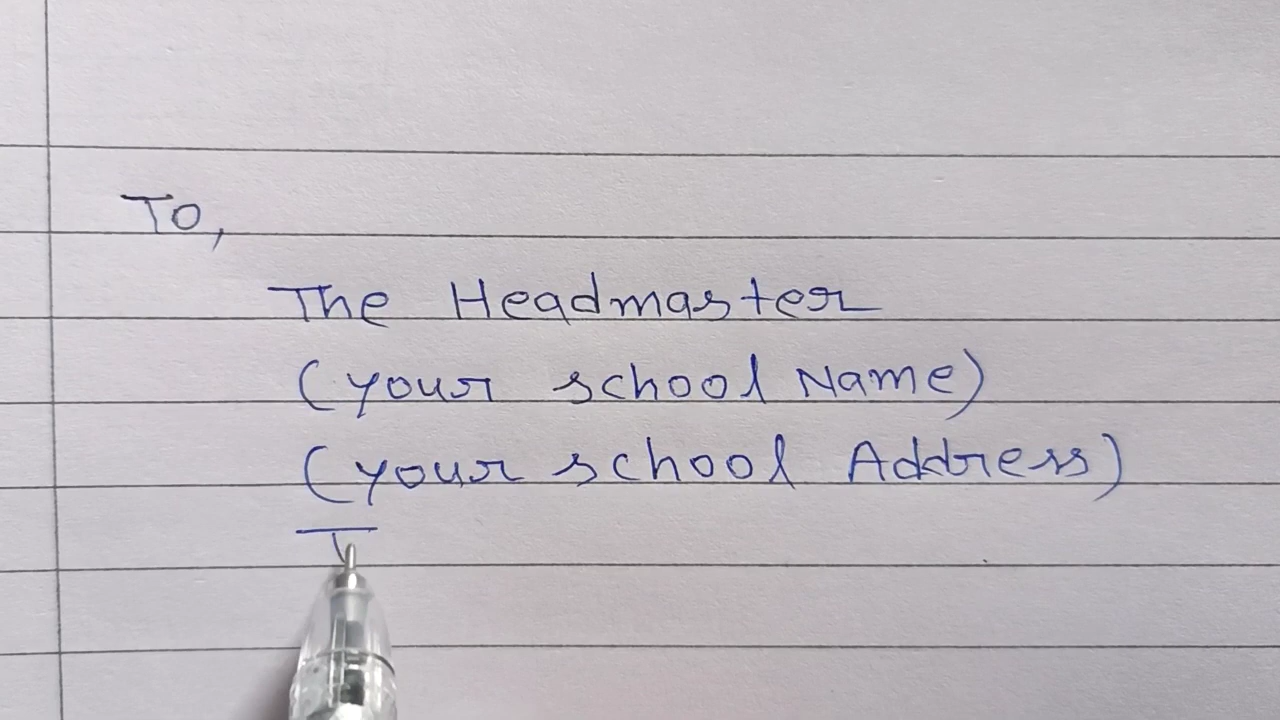 To,
The Headmaster
(your school Name)
(your school Address)
T